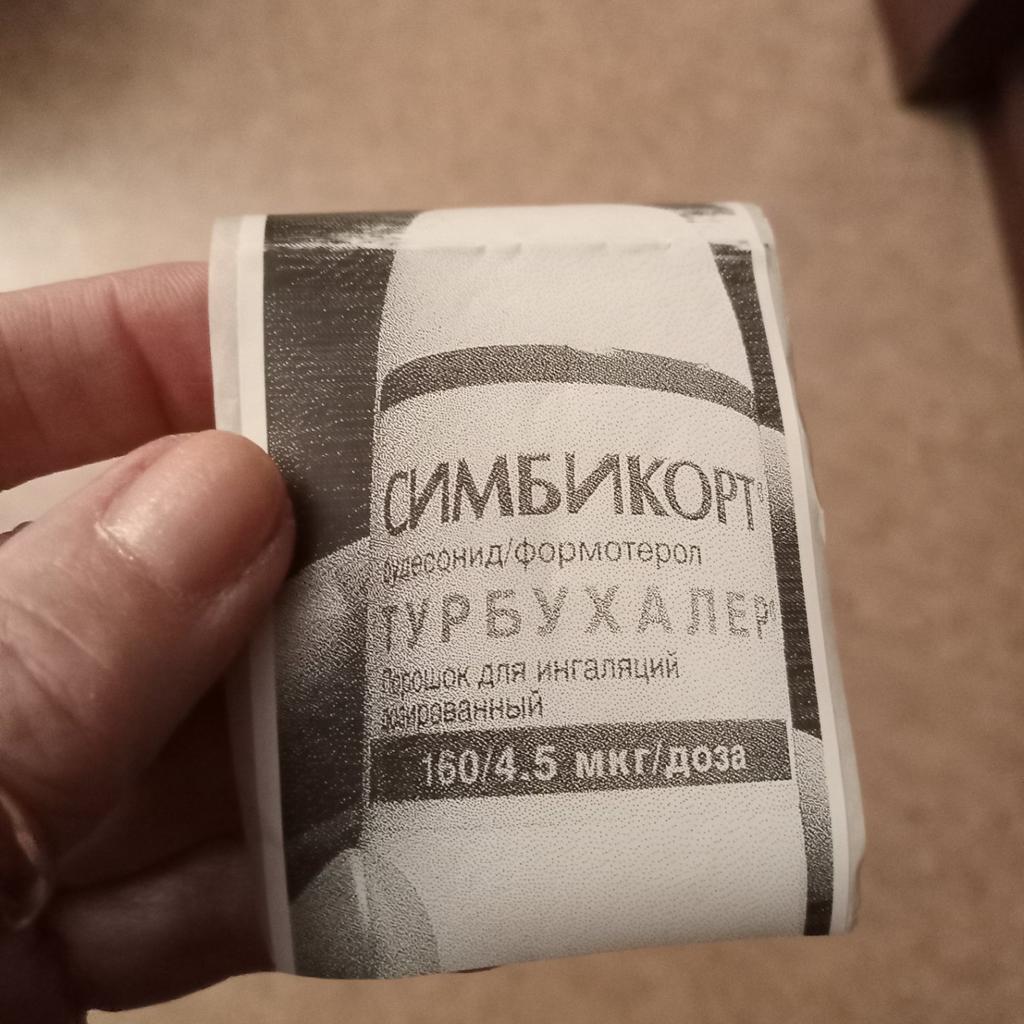 СИМБИКОРТ®
будесонид/формотерол
ТУРБУХАЛЕР®
Порошок для ингаляций
дозированный
160/4.5 мкг/доза